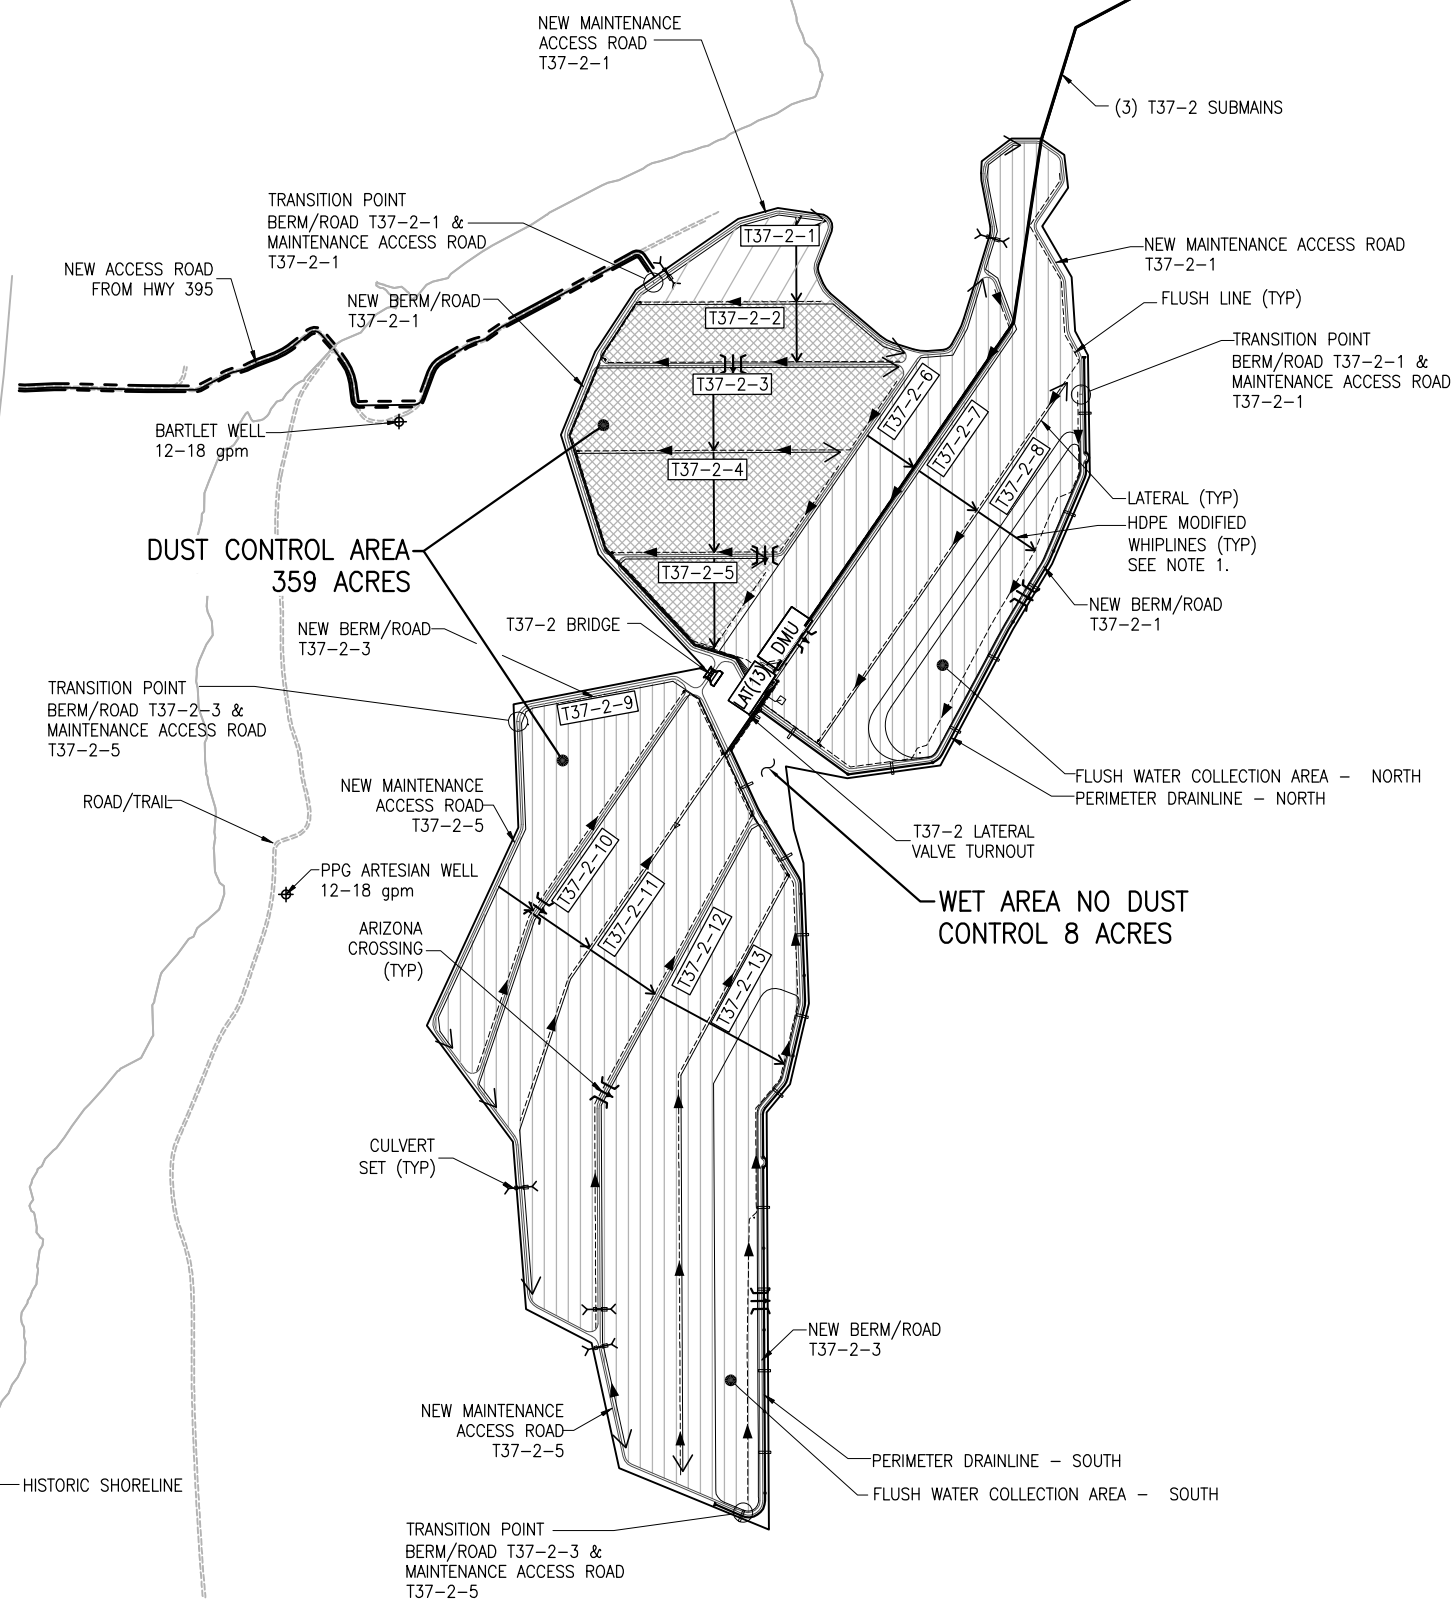 NEW MAINTENANCE
ACCESS ROAD
T37-2-1
(3) T37-2 SUBMAINS
TRANSITION POINT
BERM/ROAD T37-2-1 &
MAINTENANCE ACCESS ROAD
T37-2-1
T37-2-1
NEW MAINTENANCE ACCESS ROAD
T37-2-1
NEW ACCESS ROAD
FROM HWY 395
NEW BERM/ROAD
T37-2-1
FLUSH LINE (TYP)
T37-2-2
TRANSITION POINT
BERM/ROAD T37-2-1 &
MAINTENANCE ACCESS ROAD
T37-2-1
T37-2-3
T37-2-6
T37-2-7
T37-2-8
BARTLET WELL
12-18 gpm
T37-2-4
LATERAL (TYP)
HDPE MODIFIED
WHIPLINES (TYP)
SEE NOTE 1.
DUST CONTROL AREA
359 ACRES
T37-2-5
NEW BERM/ROAD
T37-2-1
T37-2 BRIDGE
NEW BERM/ROAD
T37-2-3
DMU
LAT(13)
TRANSITION POINT
BERM/ROAD T37-2-3 &
MAINTENANCE ACCESS ROAD
T37-2-5
T37-2-9
FLUSH WATER COLLECTION AREA - NORTH
PERIMETER DRAINLINE - NORTH
NEW MAINTENANCE
ACCESS ROAD
T37-2-5
ROAD/TRAIL
T37-2 LATERAL
VALVE TURNOUT
PPG ARTESIAN WELL
12-18 gpm
T37-2-10
T37-2-11
T37-2-12
T37-2-13
WET AREA NO DUST
CONTROL 8 ACRES
ARIZONA
CROSSING
(TYP)
CULVERT
SET (TYP)
NEW BERM/ROAD
T37-2-3
NEW MAINTENANCE
ACCESS ROAD
T37-2-5
PERIMETER DRAINLINE - SOUTH
HISTORIC SHORELINE
FLUSH WATER COLLECTION AREA - SOUTH
TRANSITION POINT
BERM/ROAD T37-2-3 &
MAINTENANCE ACCESS ROAD
T37-2-5